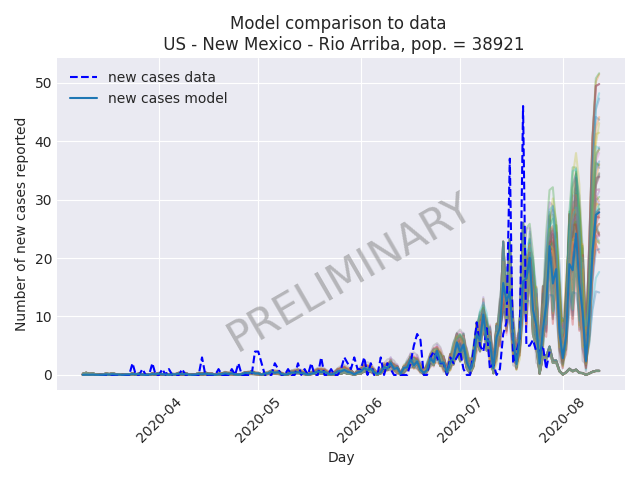 Model comparison to data
US - New Mexico - Rio Arriba, pop. = 38921
new cases data
new cases model
PRELIMINARY
Number of new cases reported
50
40
30
20
10
0
2020-04
2020-05
2020-06
2020-07
2020-08
Day